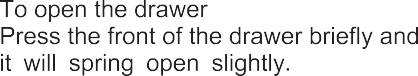 To open the drawer
Press the front of the drawer briefly and
it will spring open slightly.